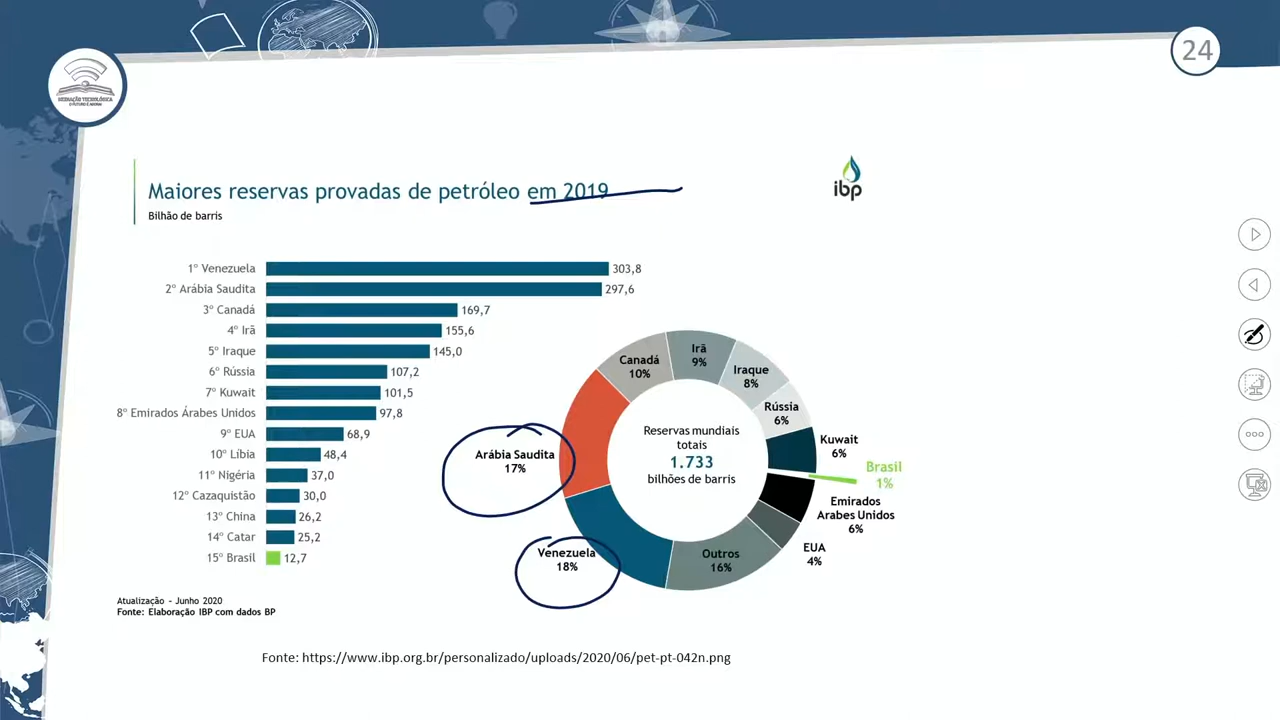 24
MEDIAÇÃO TECNOLÓGICA
O FUTURO É AGORA!
Maiores reservas provadas de petróleo em 2019
Bilhão de barris
ibp
1º Venezuela 303,8
2º Arábia Saudita 297,6
3º Canadá 169,7
4º Irã 155,6
5º Iraque 145,0
6º Rússia 107,2
7º Kuwait 101,5
8º Emirados Árabes Unidos 97,8
9º EUA 68,9
10º Líbia 48,4
11º Nigéria 37,0
12º Cazaquistão 30,0
13º China 26,2
14º Catar 25,2
15º Brasil 12,7
Canadá
10%
Irã
9%
Iraque
8%
Rússia
6%
Kuwait
6%
Brasil
1%
Emirados
Arabes Unidos
6%
EUA
4%
Outros
16%
Venezuela
18%
Arábia Saudita
17%
Reservas mundiais
totais
1.733
bilhões de barris
Atualização - Junho 2020
Fonte: Elaboração IBP com dados BP
Fonte: https://www.ibp.org.br/personalizado/uploads/2020/06/pet-pt-042n.png